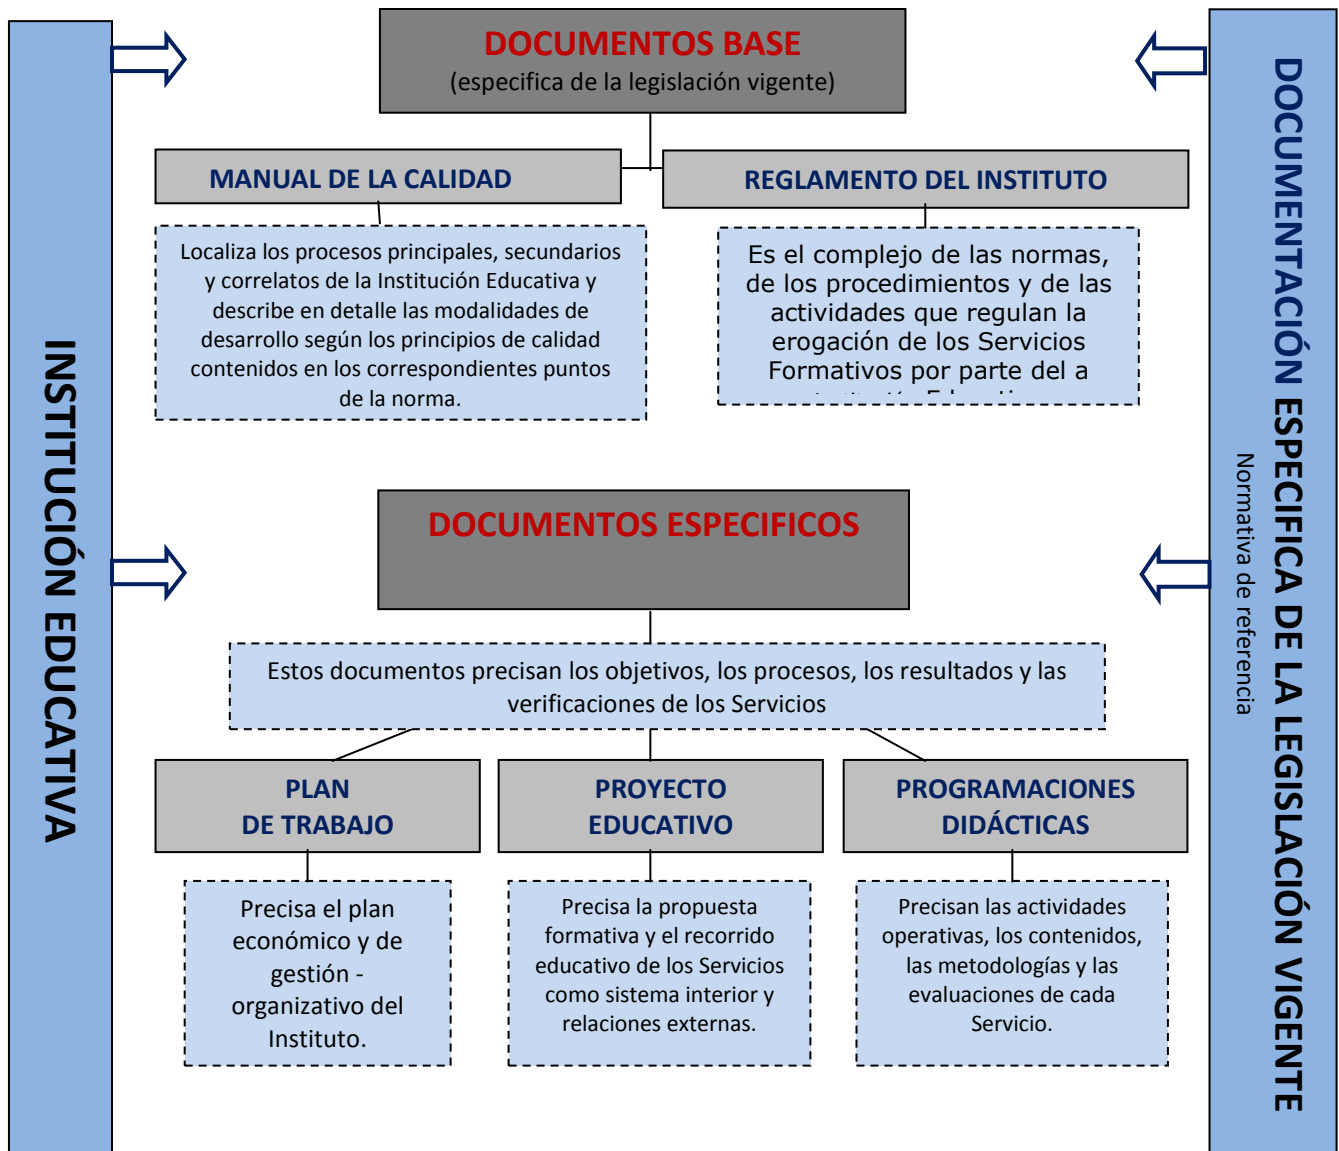 INSTITUCIÓN EDUCATIVA
DOCUMENTOS BASE
(especifica de la legislación vigente)
MANUAL DE LA CALIDAD
Localiza los procesos principales, secundarios
y correlatos de la Institución Educativa y
describe en detalle las modalidades de
desarrollo según los principios de calidad
contenidos en los correspondientes puntos
de la norma.
REGLAMENTO DEL INSTITUTO
Es el complejo de las normas,
de los procedimientos y de las
actividades que regulan la
erogación de los Servicios
Formativos por parte del a
DOCUMENTOS ESPECIFICOS
Estos documentos precisan los objetivos, los procesos, los resultados y las
verificaciones de los Servicios
PLAN
DE TRABAJO
Precisa el plan
económico y de
gestión -
organizativo del
Instituto.
PROYECTO
EDUCATIVO
Precisa la propuesta
formativa y el recorrido
educativo de los Servicios
como sistema interior y
relaciones externas.
PROGRAMACIONES
DIDÁCTICAS
Precisan las actividades
operativas, los contenidos,
las metodologías y las
evaluaciones de cada
Servicio.
DOCUMENTACIÓN ESPECIFICA DE LA LEGISLACIÓN VIGENTE
Normativa de referencia